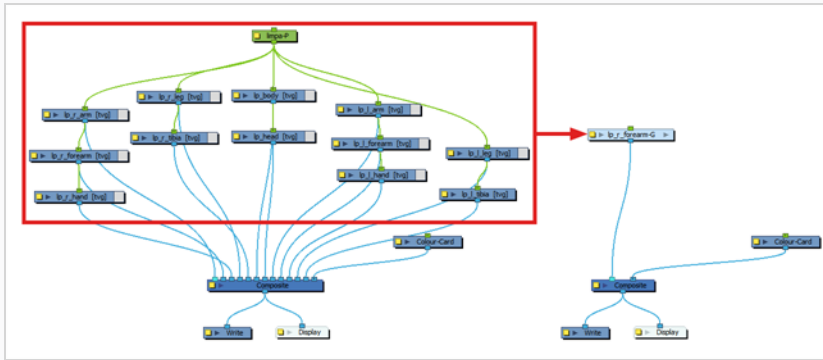 limpa-P
lp_r_leg [tvg]
lp_body [tvg]
lp_r_arm [tvg]
lp_l_arm [tvg]
lp_r_tibia [tvg]
lp_head [tvg]
lp_r_forearm-G
lp_l_forearm [tvg]
lp_r_forearm [tvg]
lp_l_leg [tvg]
lp_l_hand [tvg]
lp_r_hand [tvg]
lp_l_tibia [tvg]
Colour-Card
Colour-Card
Composite
Composite
Write
Display
Write
Display